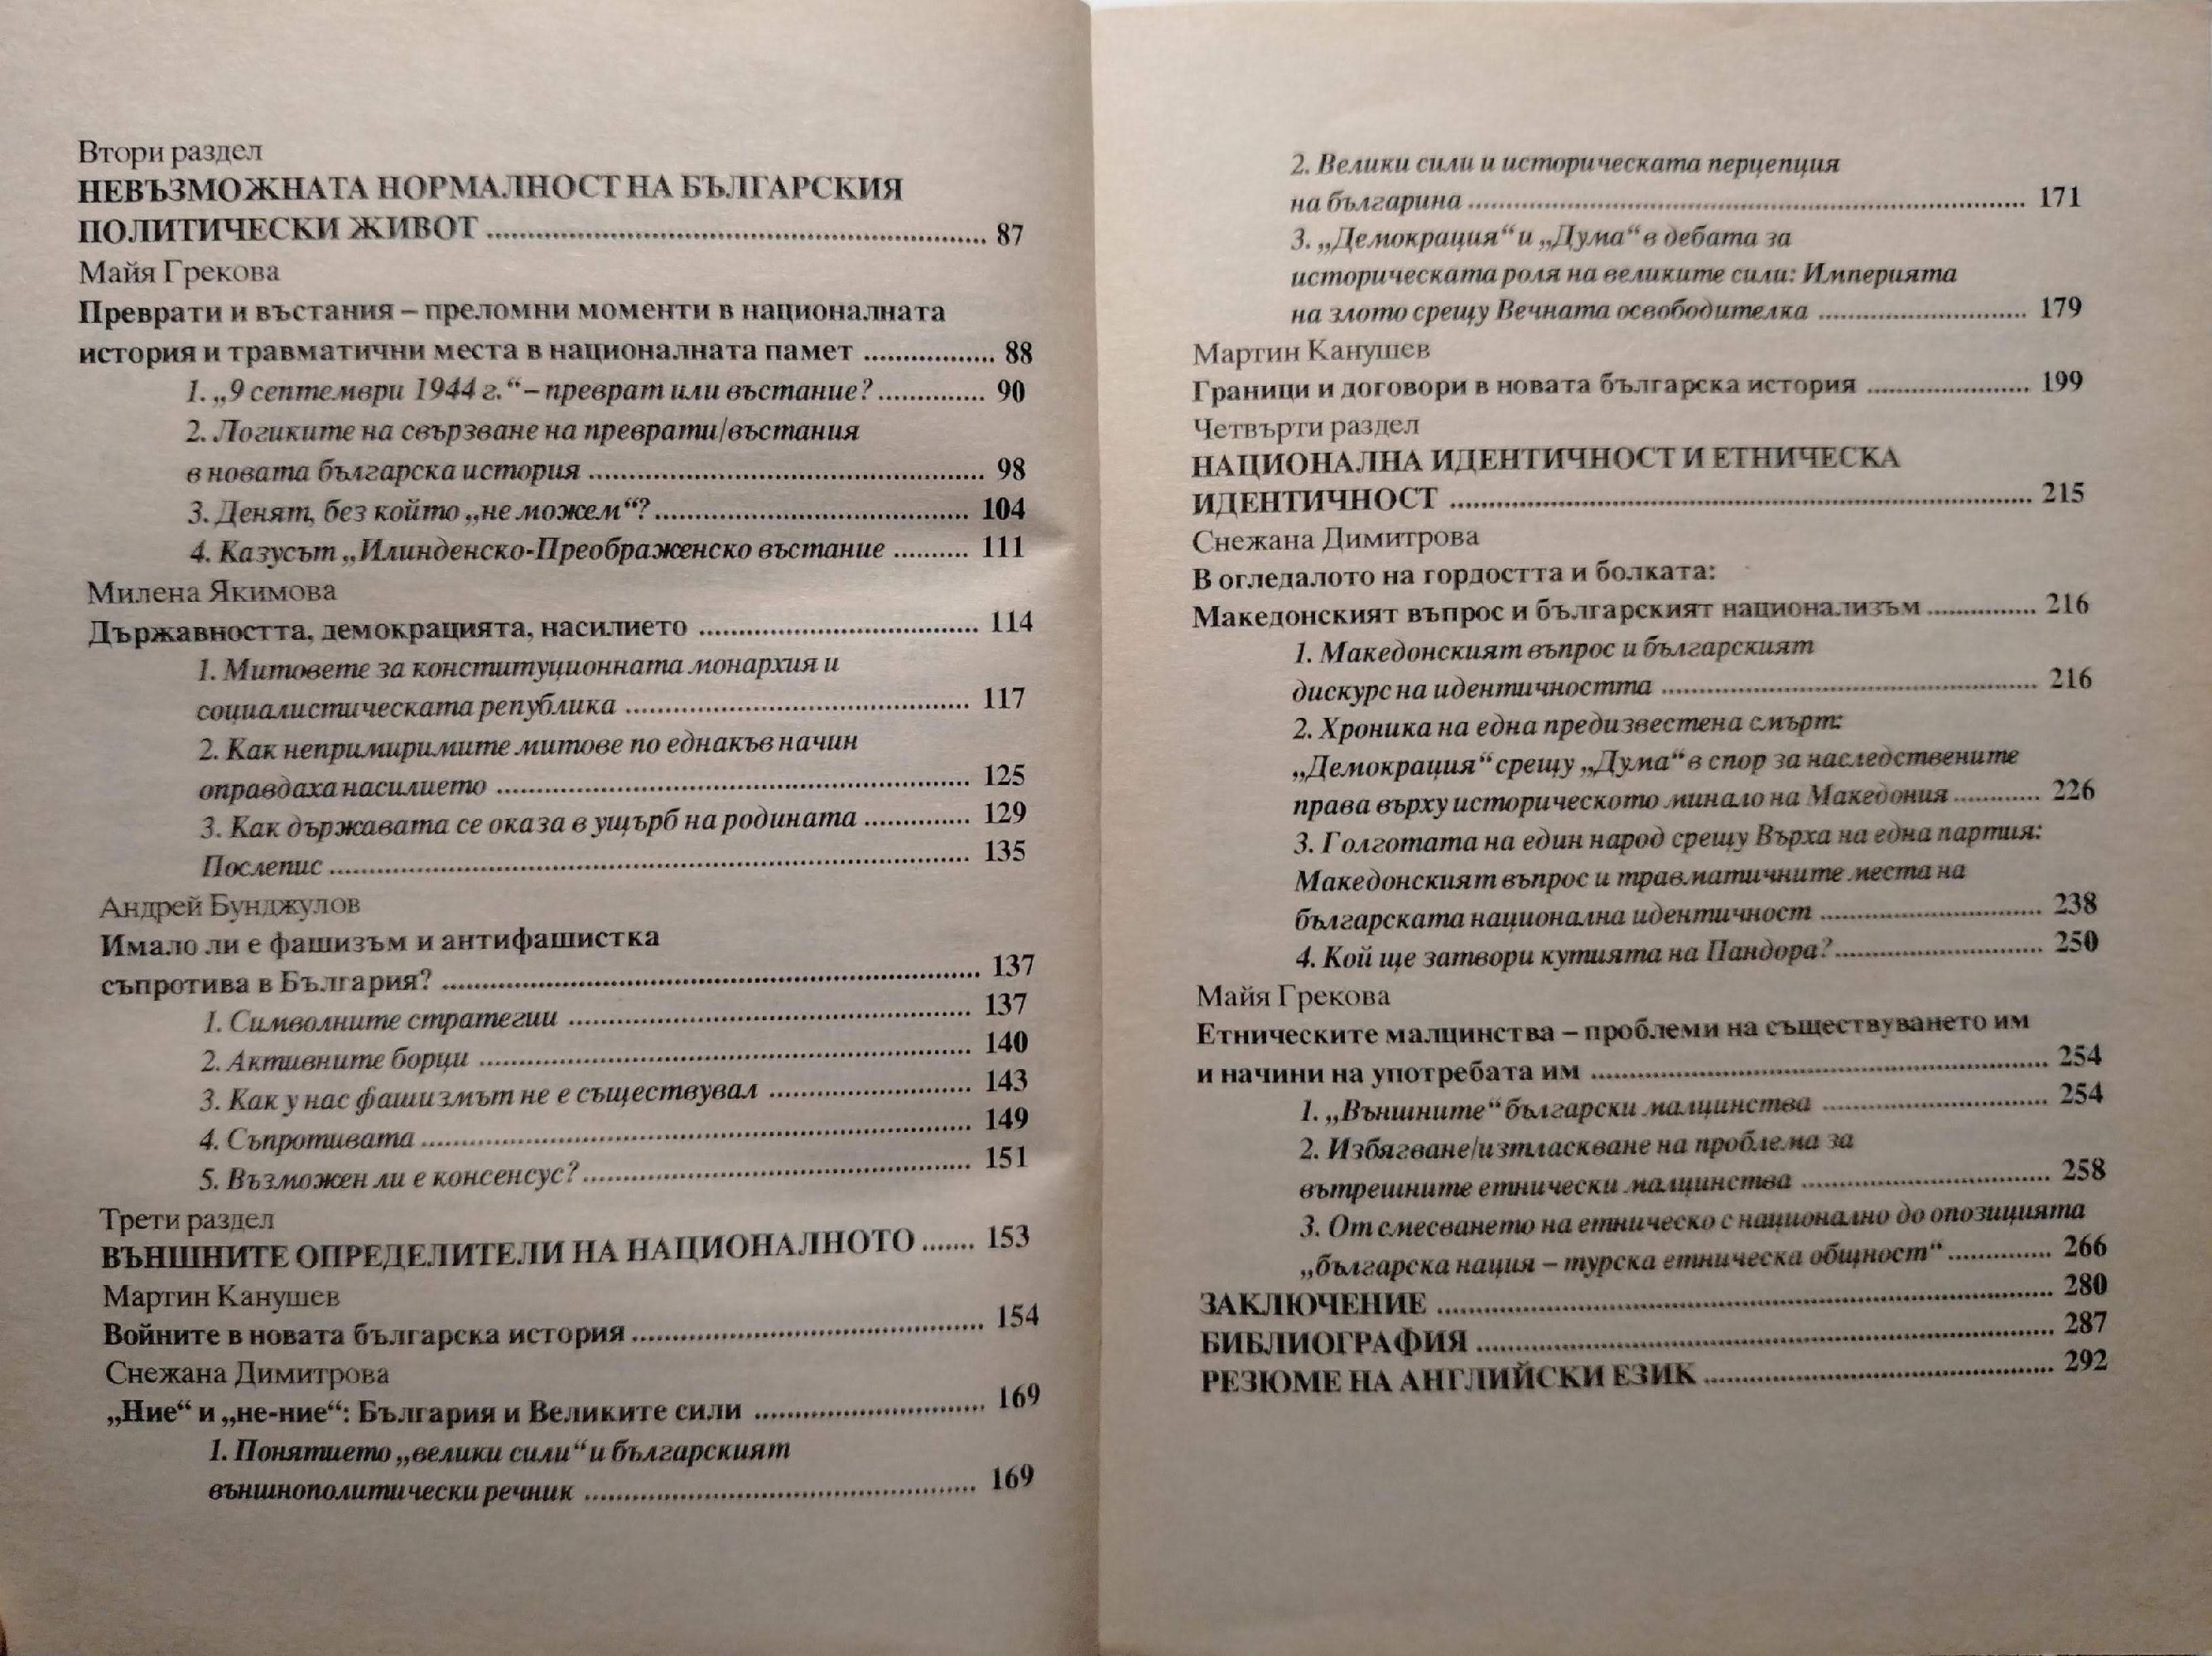 Втори раздел
НЕВЪЗМОЖНАТА НОРМАЛНОСТ НА БЪЛГАРСКИЯ
ПОЛИТИЧЕСКИ ЖИВОТ ........ 87
Майя Грекова
Преврати и въстания – преломни моменти в националната
история и травматични места в националната памет ........ 88
1. „9 септември 1944 г.“ – преврат или въстание? ........ 90
2. Логиките на свързване на преврати/въстания
в новата българска история ........ 98
3. Денят, без който „не можем“? ........ 104
4. Казусът „Илинденско-Преображенско въстание ........ 111
Милена Якимова
Държавността, демокрацията, насилието ........ 114
1. Митовете за конституционната монархия и
социалистическата република ........ 117
2. Как непримиримите митове по еднакъв начин
оправдаха насилието ........ 125
3. Как държавата се оказа в ущърб на родината ........ 129
Послепис ........ 135
Андрей Бунджулов
Имало ли е фашизъм и антифашистка
съпротива в България? ........ 137
1. Символните стратегии ........ 137
2. Активните борци ........ 140
3. Как у нас фашизмът не е съществувал ........ 143
4. Съпротивата ........ 149
5. Възможен ли е консенсус? ........ 151
Трети раздел
ВЪНШНИТЕ ОПРЕДЕЛИТЕЛИ НА НАЦИОНАЛНОТО ........ 153
Мартин Канушев
Войните в новата българска история ........ 154
Снежана Димитрова
„Ние“ и „не-ние“: България и Великите сили ........ 169
1. Понятието „велики сили“ и българският
външнополитически речник ........ 169
2. Велики сили и историческата перцепция
на българина ........ 171
3. „Демокрация“ и „Дума“ в дебата за
историческата роля на великите сили: Империята
на злото срещу Вечната освободителка ........ 179
Мартин Канушев
Граници и договори в новата българска история ........ 199
Четвърти раздел
НАЦИОНАЛНА ИДЕНТИЧНОСТ И ЕТНИЧЕСКА
ИДЕНТИЧНОСТ ........ 215
Снежана Димитрова
В огледалото на гордостта и болката:
Македонският въпрос и българският национализъм ........ 216
1. Македонският въпрос и българският
дискурс на идентичността ........ 216
2. Хроника на една предизвестена смърт:
„Демокрация“ срещу „Дума“ в спор за наследствените
права върху историческото минало на Македония ........ 226
3. Голготата на един народ срещу Върха на една партия:
Македонският въпрос и травматичните места на
българската национална идентичност ........ 238
4. Кой ще затвори кутията на Пандора? ........ 250
Майя Грекова
Етническите малцинства – проблеми на съществуването им
и начини на употребата им ........ 254
1. „Външните“ български малцинства ........ 254
2. Избягване/изтласкване на проблема за
вътрешните етнически малцинства ........ 258
3. От смесването на етническо с национално до опозицията
„българска нация – турска етническа общност“ ........ 266
ЗАКЛЮЧЕНИЕ ........ 280
БИБЛИОГРАФИЯ ........ 287
РЕЗЮМЕ НА АНГЛИЙСКИ ЕЗИК ........ 292